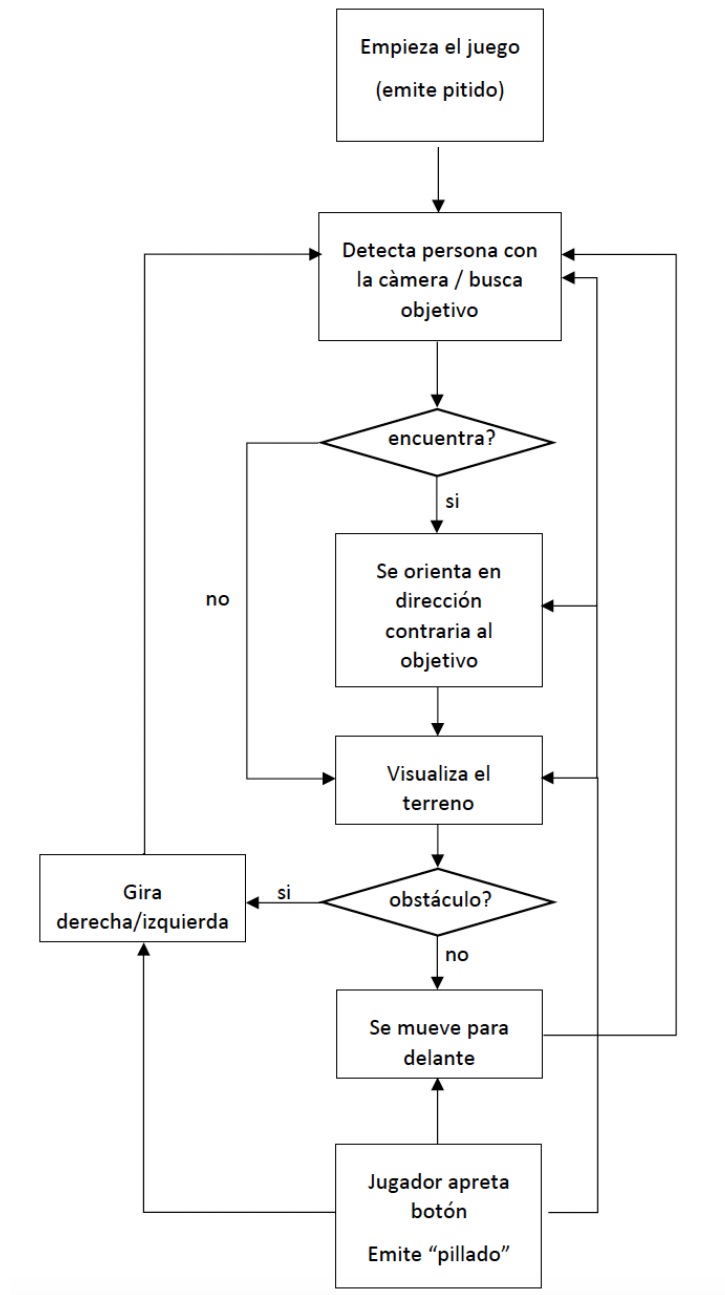 Empieza el juego
(emite pitido)
Detecta persona con
la càmera / busca
objetivo
encuentra?
si
no
Se orienta en
dirección
contraria al
objetivo
Visualiza el
terreno
Gira
derecha/izquierda
si
obstáculo?
no
Se mueve para
delante
Jugador apreta
botón
Emite “pillado”